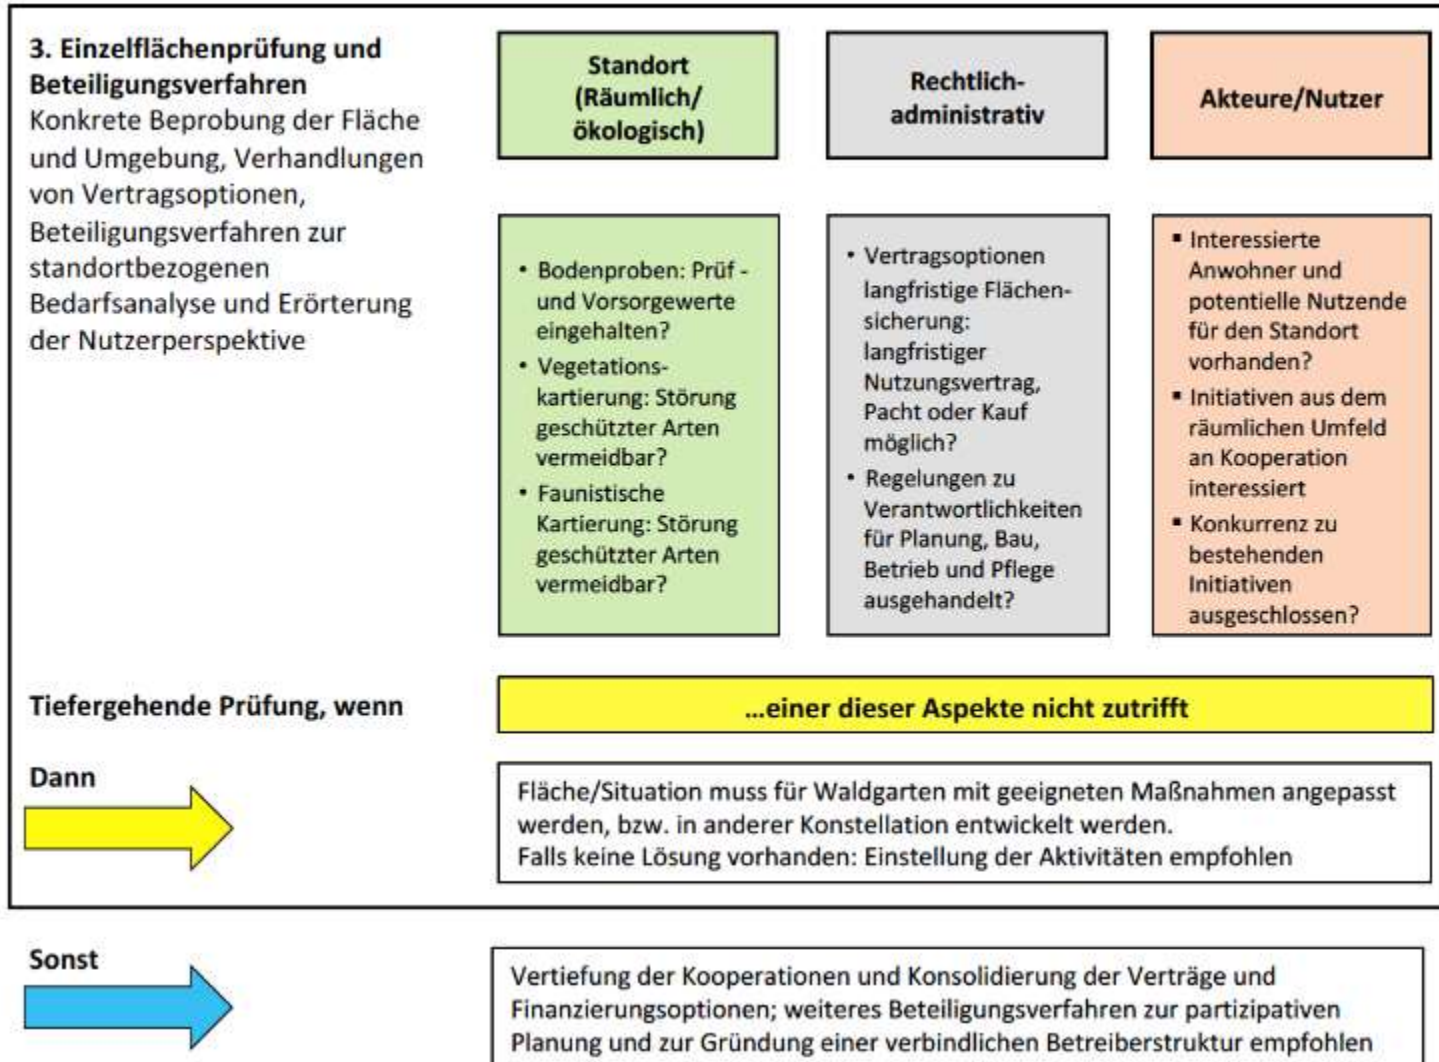 3. Einzelflächenprüfung und
Beteiligungsverfahren
Konkrete Beprobung der Fläche
und Umgebung, Verhandlungen
von Vertragsoptionen,
Beteiligungsverfahren zur
standortbezogenen
Bedarfsanalyse und Erörterung
der Nutzerperspektive
Standort
(Räumlich/
ökologisch)
Rechtlich-
administrativ
Akteure/Nutzer
• Bodenproben: Prüf -
und Vorsorgewerte
eingehalten?
• Vegetations-
kartierung: Störung
geschützter Arten
vermeidbar?
• Faunistische
Kartierung: Störung
geschützter Arten
vermeidbar?
• Vertragsoptionen
langfristige Flächen-
sicherung:
langfristiger
Nutzungsvertrag,
Pacht oder Kauf
möglich?
• Regelungen zu
Verantwortlichkeiten
für Planung, Bau,
Betrieb und Pflege
ausgehandelt?
▪ Interessierte
Anwohner und
potentielle Nutzende
für den Standort
vorhanden?
▪ Initiativen aus dem
räumlichen Umfeld
an Kooperation
interessiert
▪ Konkurrenz zu
bestehenden
Initiativen
ausgeschlossen?
Tiefergehende Prüfung, wenn
...einer dieser Aspekte nicht zutrifft
Dann
Fläche/Situation muss für Waldgarten mit geeigneten Maßnahmen angepasst
werden, bzw. in anderer Konstellation entwickelt werden.
Falls keine Lösung vorhanden: Einstellung der Aktivitäten empfohlen
Sonst
Vertiefung der Kooperationen und Konsolidierung der Verträge und
Finanzierungsoptionen; weiteres Beteiligungsverfahren zur partizipativen
Planung und zur Gründung einer verbindlichen Betreiberstruktur empfohlen